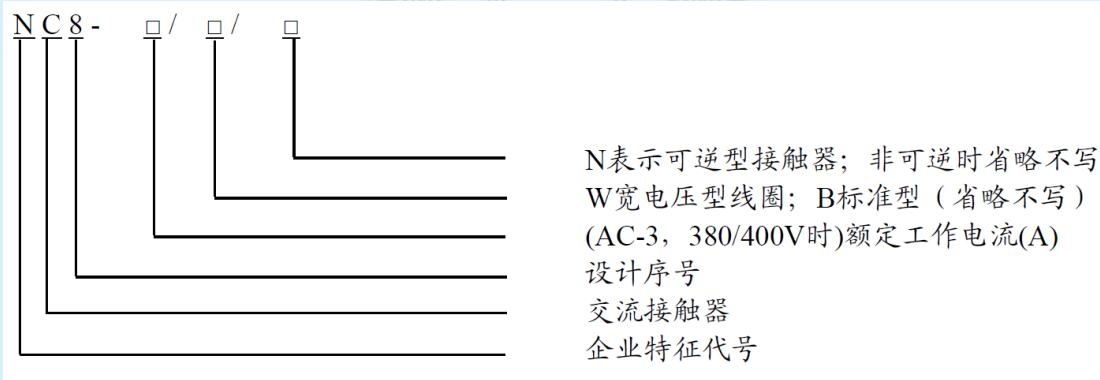 NC8-□/□/□
N表示可逆型接触器；非可逆时省略不写
W宽电压型线圈；B标准型（省略不写）
(AC-3，380/400V时)额定工作电流(A)
设计序号
交流接触器
企业特征代号